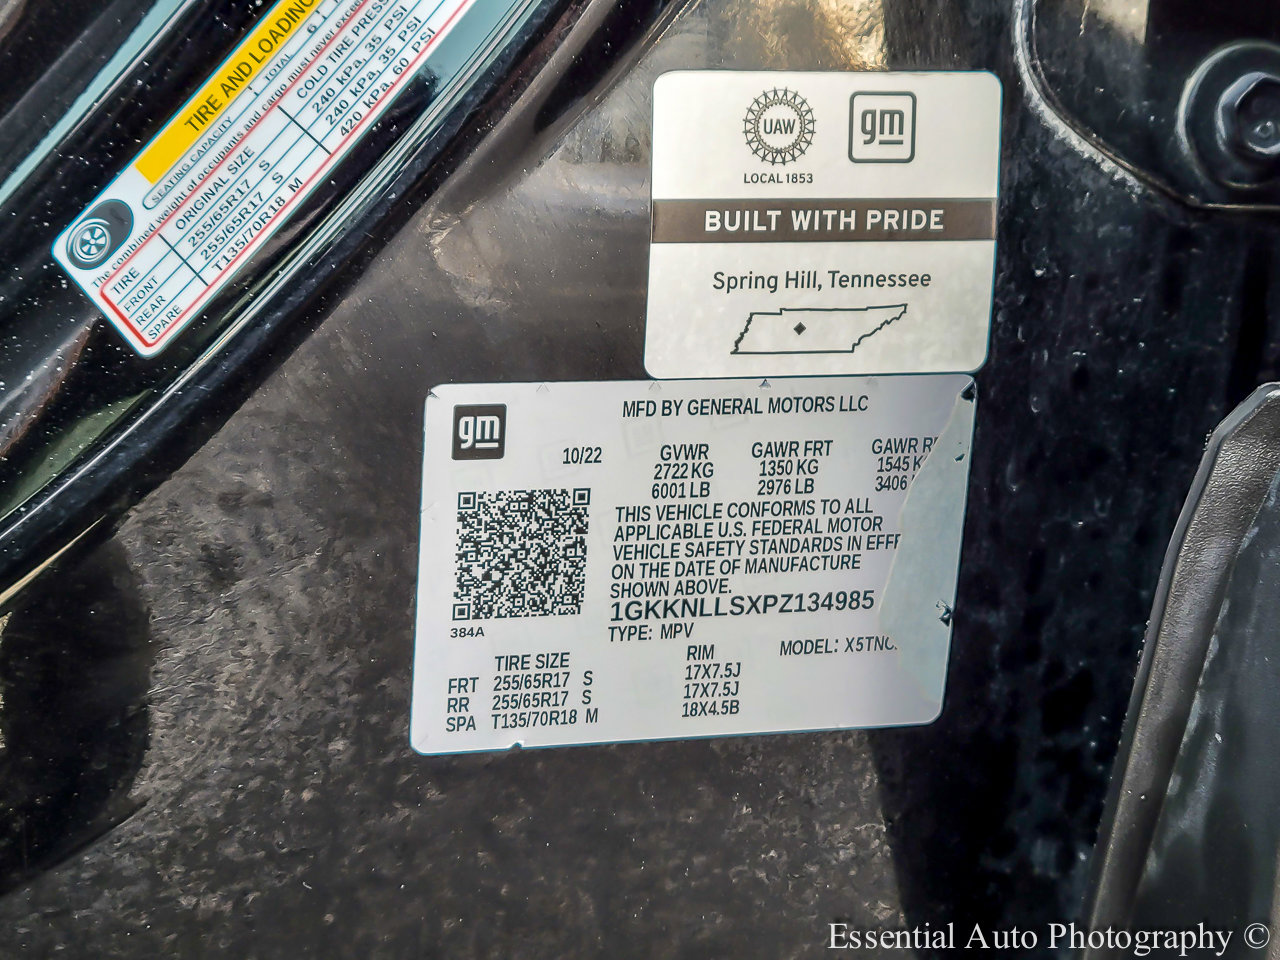 TIRE AND LOADING
SEATING CAPACITY TOTAL 6
The combined weight of occupants and cargo must never
TIRE ORIGINAL SIZE COLD TIRE
FRONT 255/65R17 S 240 kPa, 35 PSI
REAR 255/65R17 S 240 kPa, 35 PSI
SPARE T135/70R18 M 420 kPa, 60 PSI
UAW gm
LOCAL 1853
BUILT WITH PRIDE
Spring Hill, Tennessee
gm
MFD BY GENERAL MOTORS LLC
10/22 GVWR GAWR FRT GAWR
2722 KG 1350 KG 1545
6001 LB 2976 LB 3406
THIS VEHICLE CONFORMS TO ALL
APPLICABLE U.S. FEDERAL MOTOR
VEHICLE SAFETY STANDARDS IN
ON THE DATE OF MANUFACTURE
SHOWN ABOVE.
1GKKNLLSXPZ134985
384A
TYPE: MPV MODEL:
TIRE SIZE RIM
FRT 255/65R17 S 17X7.5J
RR 255/65R17 S 17X7.5J
SPA T135/70R18 M 18X4.5B
Essential Auto Photography ©